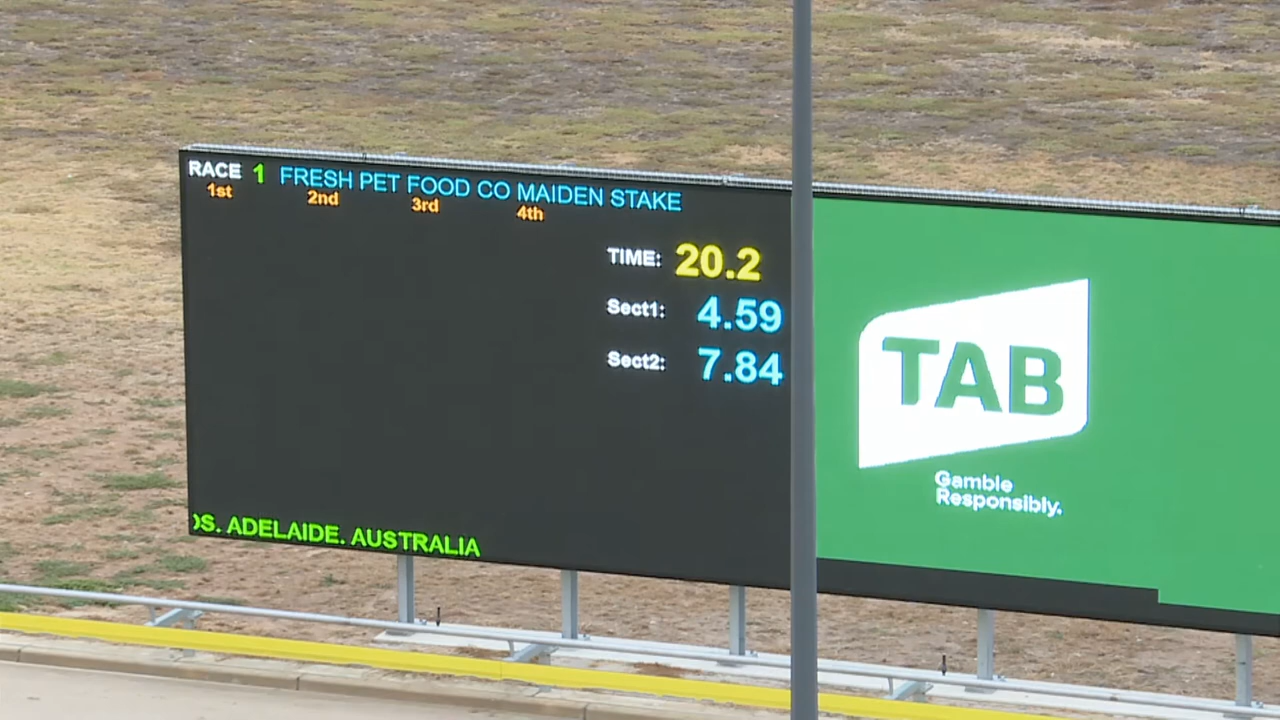 RACE 1 FRESH PET FOOD CO MAIDEN STAKE
1st 2nd 3rd 4th
TIME: 20.2
Sect1: 4.59
Sect2: 7.84
S. ADELAIDE. AUSTRALIA
TAB
Gamble
Responsibly.